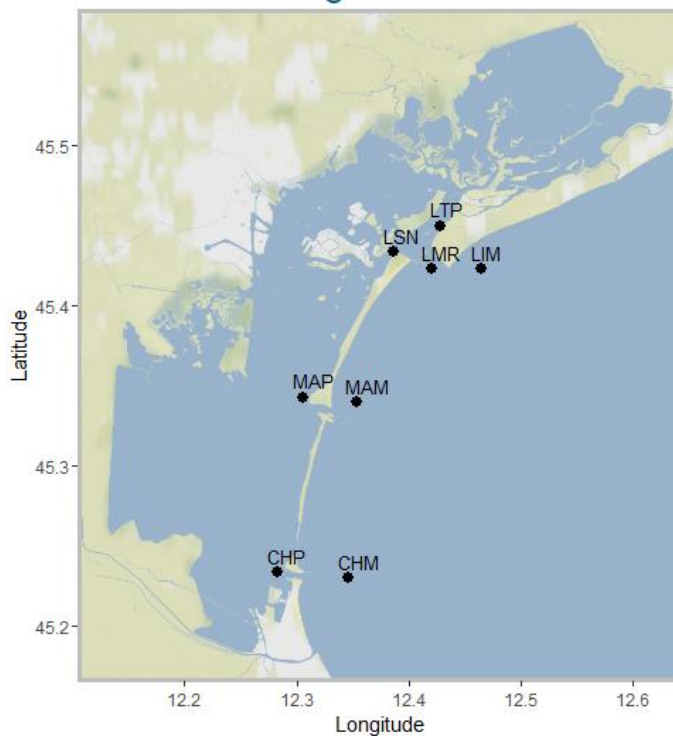 45.5
LTP
LSN
LMR LIM
45.4
Latitude
MAP MAM
45.3
CHP CHM
45.2
12.2 12.3 12.4 12.5 12.6
Longitude